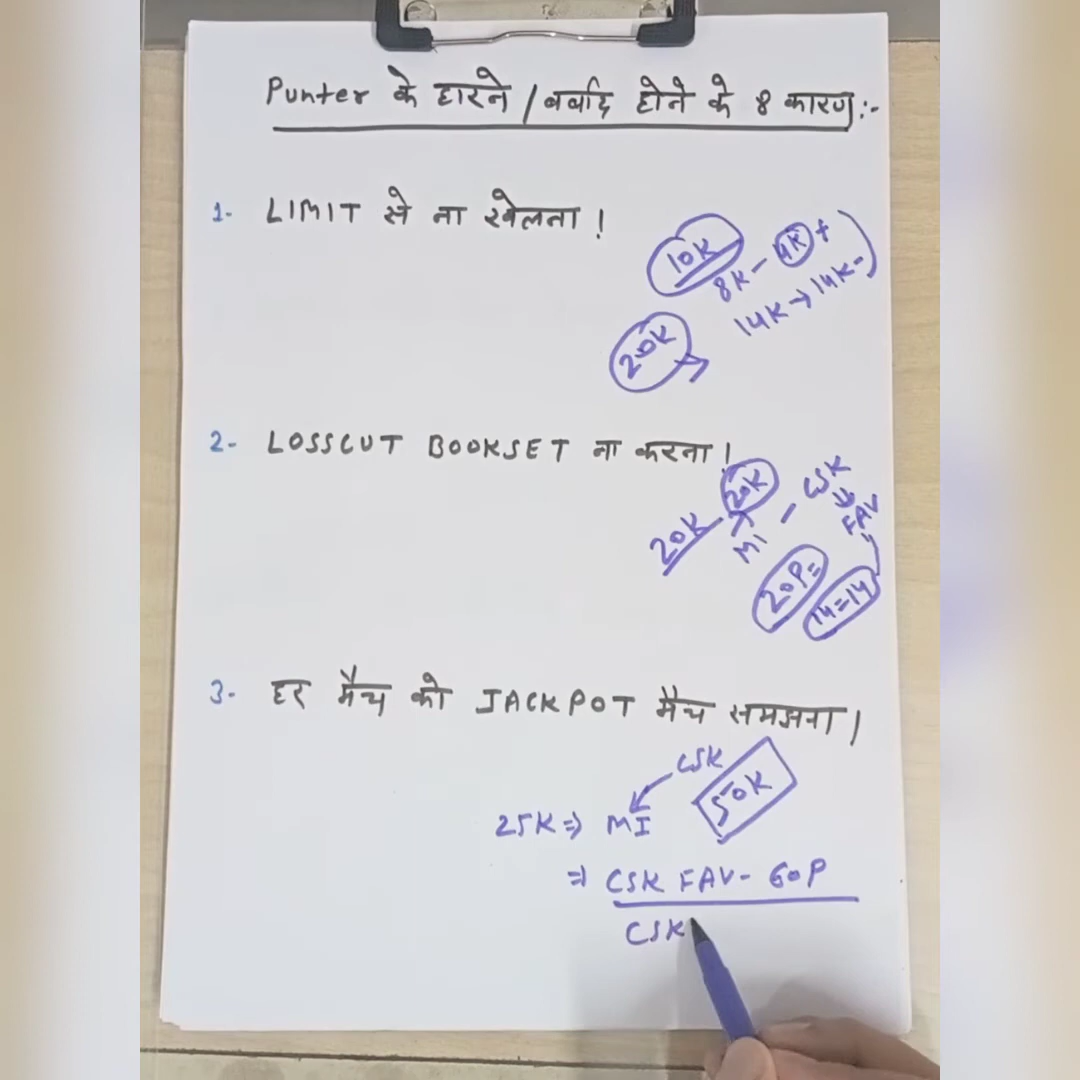 Punter के हारने / बर्बाद होने के 8 कारण :-
1- LIMIT से ना खेलना !
10K
8K - 4K +
14K → 14K -
20K →
2- LOSSCUT BOOKSET ना करना !
20K - 20K
MI - CSK
⇒ FAV
20P =
14=14
3- हर मैच को JACKPOT मैच समझना ।
CSK
50K
25K ⇒ MI
⇒ CSK FAV - 60P
CSK